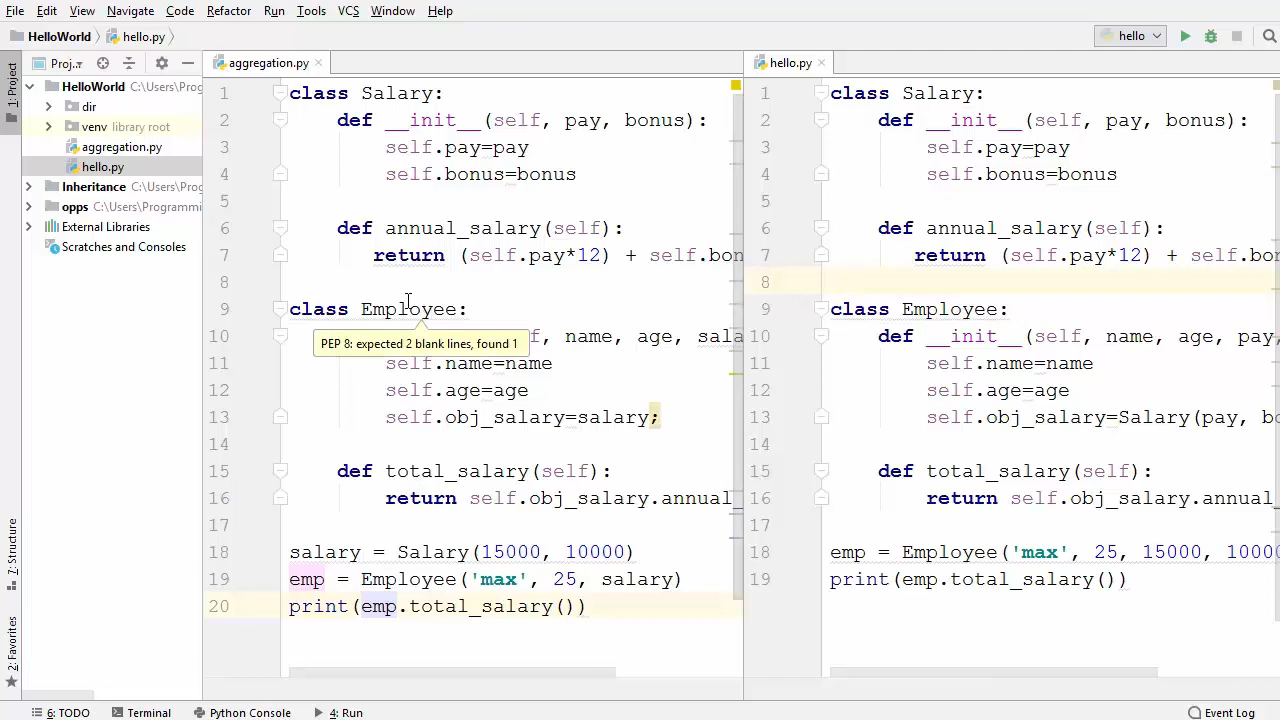 File Edit View Navigate Code Refactor Run Tools VCS Window Help
HelloWorld hello.py hello
1: Project
Proj..
aggregation.py
hello.py
HelloWorld C:\Users\Prog
dir
venv library root
aggregation.py
hello.py
Inheritance C:\Users\Prog
opps C:\Users\Programmi
External Libraries
Scratches and Consoles
7: Structure
2: Favorites
1 class Salary:
2 def __init__(self, pay, bonus):
3 self.pay=pay
4 self.bonus=bonus
5
6 def annual_salary(self):
7 return (self.pay*12) + self.bon
8
9 class Employee:
PEP 8: expected 2 blank lines, found 1
10 f, name, age, sala
11 self.name=name
12 self.age=age
13 self.obj_salary=salary;
14
15 def total_salary(self):
16 return self.obj_salary.annual_
17
18 salary = Salary(15000, 10000)
19 emp = Employee('max', 25, salary)
20 print(emp.total_salary())
1 class Salary:
2 def __init__(self, pay, bonus):
3 self.pay=pay
4 self.bonus=bonus
5
6 def annual_salary(self):
7 return (self.pay*12) + self.bon
8
9 class Employee:
10 def __init__(self, name, age, pay,
11 self.name=name
12 self.age=age
13 self.obj_salary=Salary(pay, bo
14
15 def total_salary(self):
16 return self.obj_salary.annual_
17
18 emp = Employee('max', 25, 15000, 10000
19 print(emp.total_salary())
6: TODO Terminal Python Console 4: Run Event Log